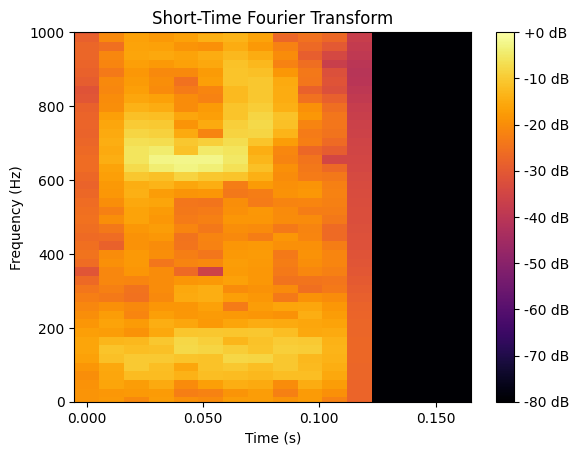 Short-Time Fourier Transform
1000
800
600
400
200
0
Frequency (Hz)
0.000
0.050
0.100
0.150
Time (s)
+0 dB
-10 dB
-20 dB
-30 dB
-40 dB
-50 dB
-60 dB
-70 dB
-80 dB